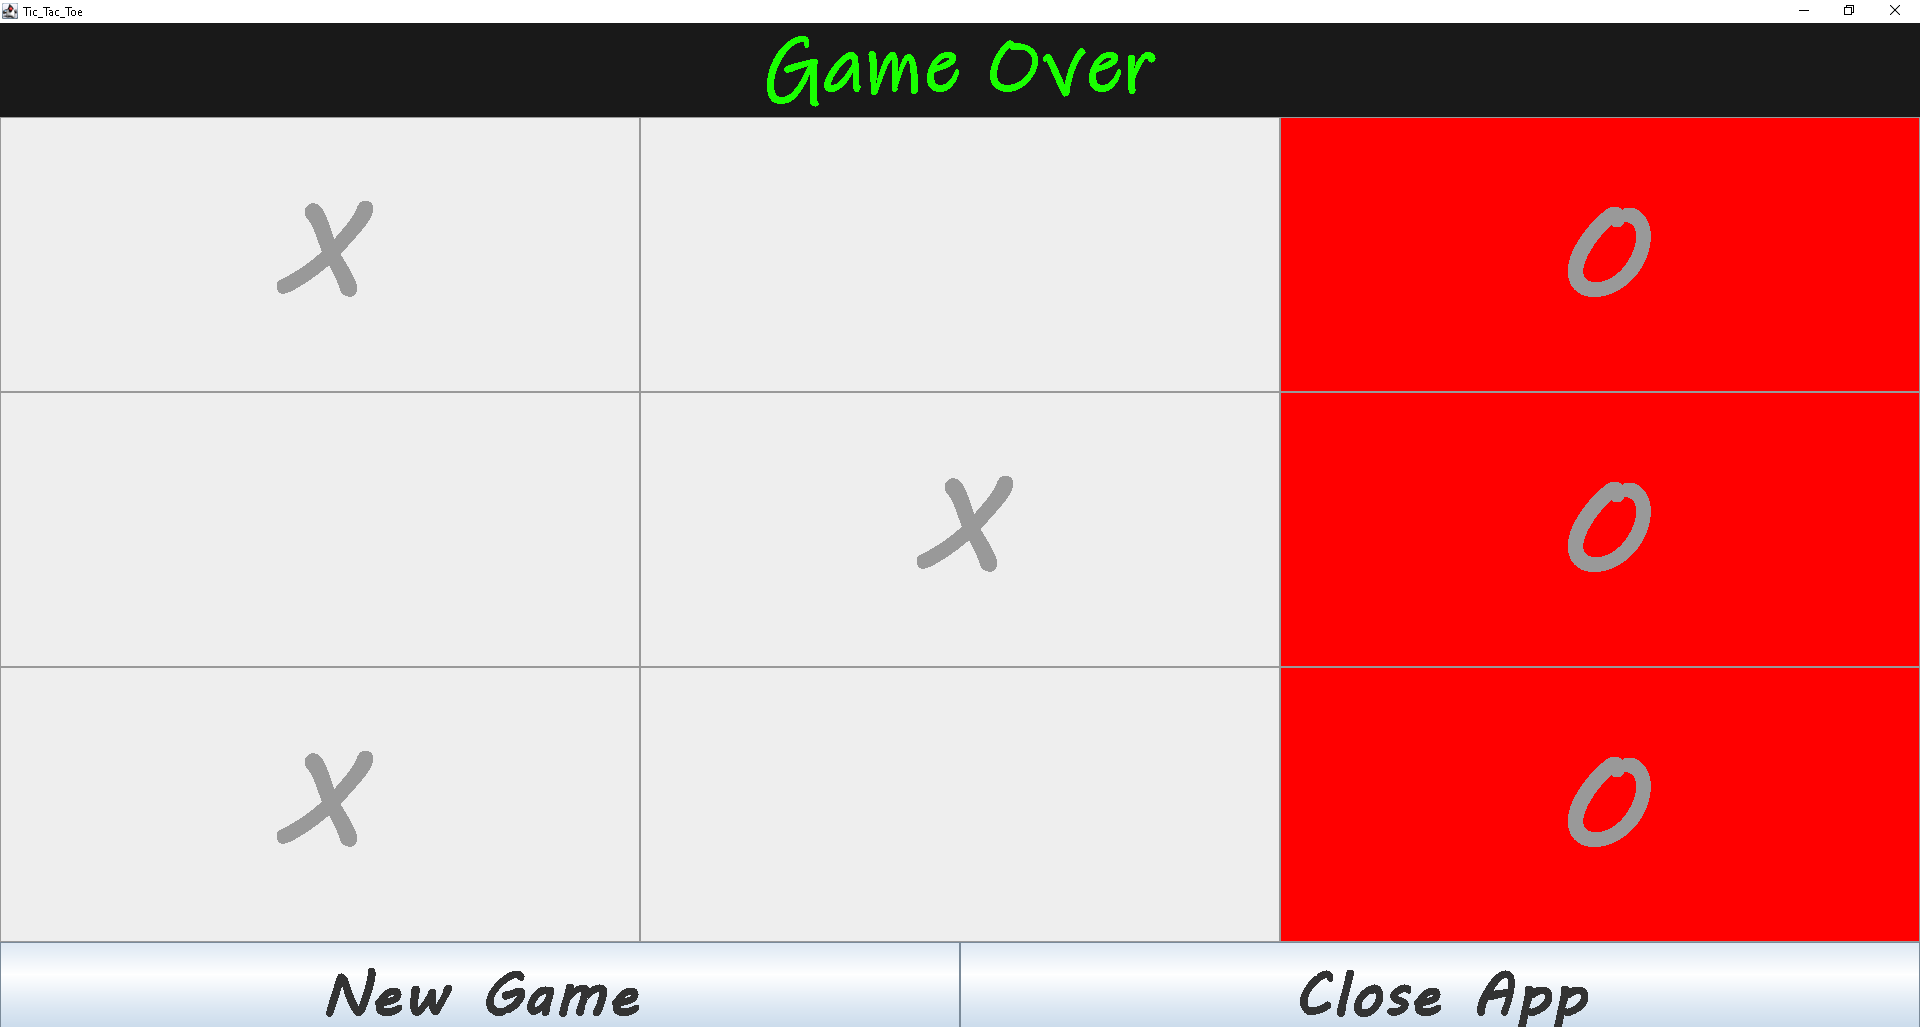 Tic_Tac_Toe
Game Over
X O
X O
X O
New Game Close App